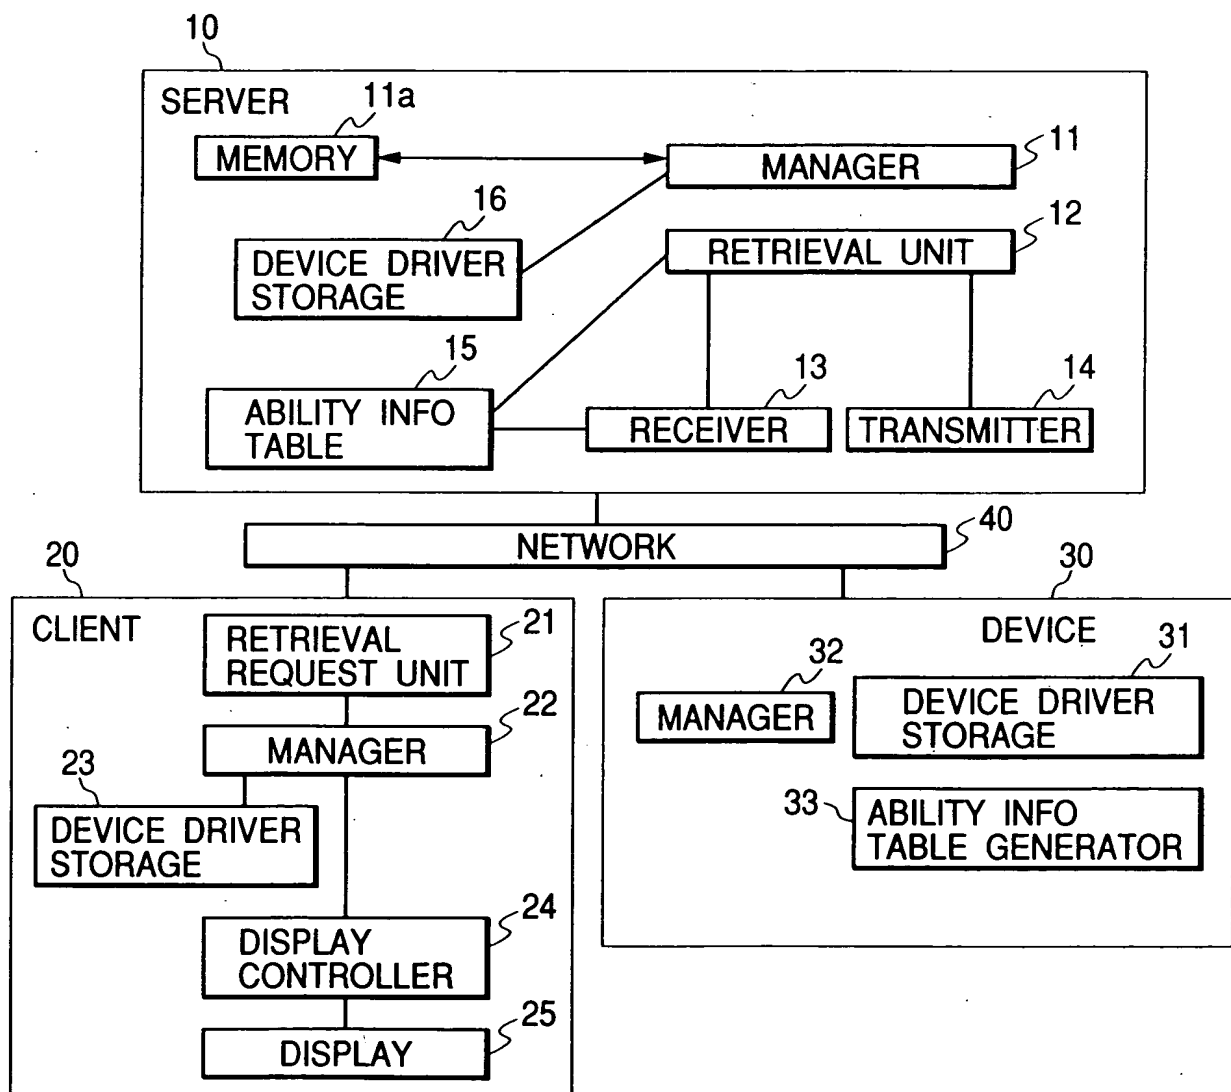 10
SERVER
11a
MEMORY
11
MANAGER
16
DEVICE DRIVER
STORAGE
12
RETRIEVAL UNIT
15
ABILITY INFO
TABLE
13
RECEIVER
14
TRANSMITTER
40
NETWORK
20
CLIENT
21
RETRIEVAL
REQUEST UNIT
22
MANAGER
23
DEVICE DRIVER
STORAGE
24
DISPLAY
CONTROLLER
25
DISPLAY
30
DEVICE
32
MANAGER
31
DEVICE DRIVER
STORAGE
33
ABILITY INFO
TABLE GENERATOR